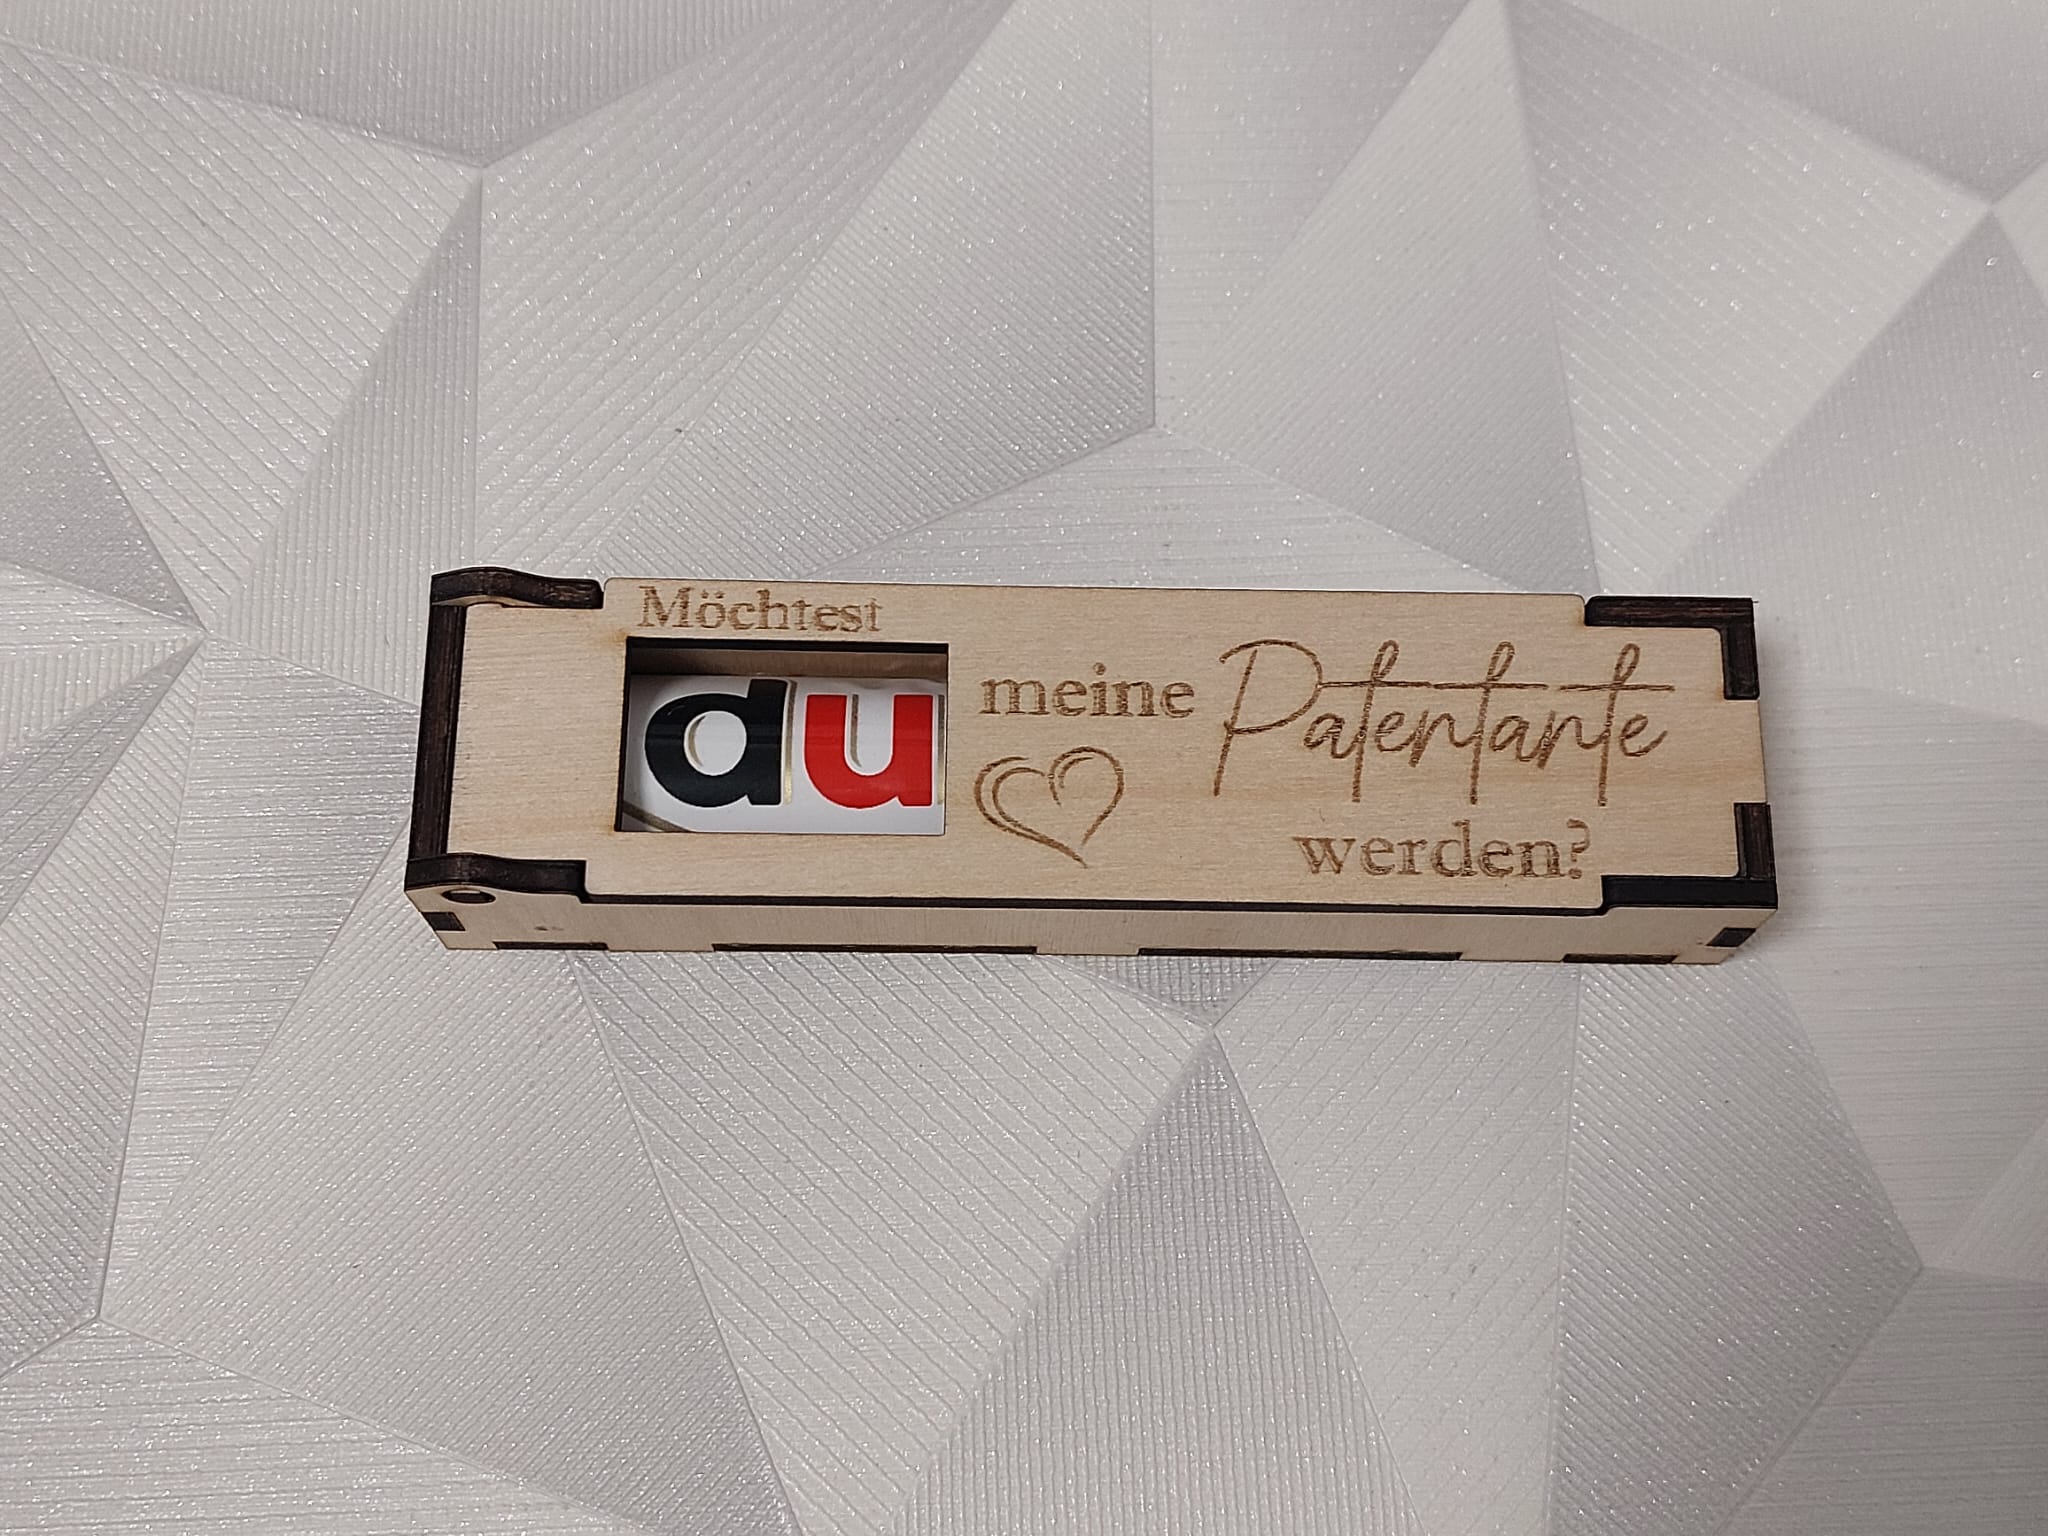 Möchtest
du meine Patentante
werden?